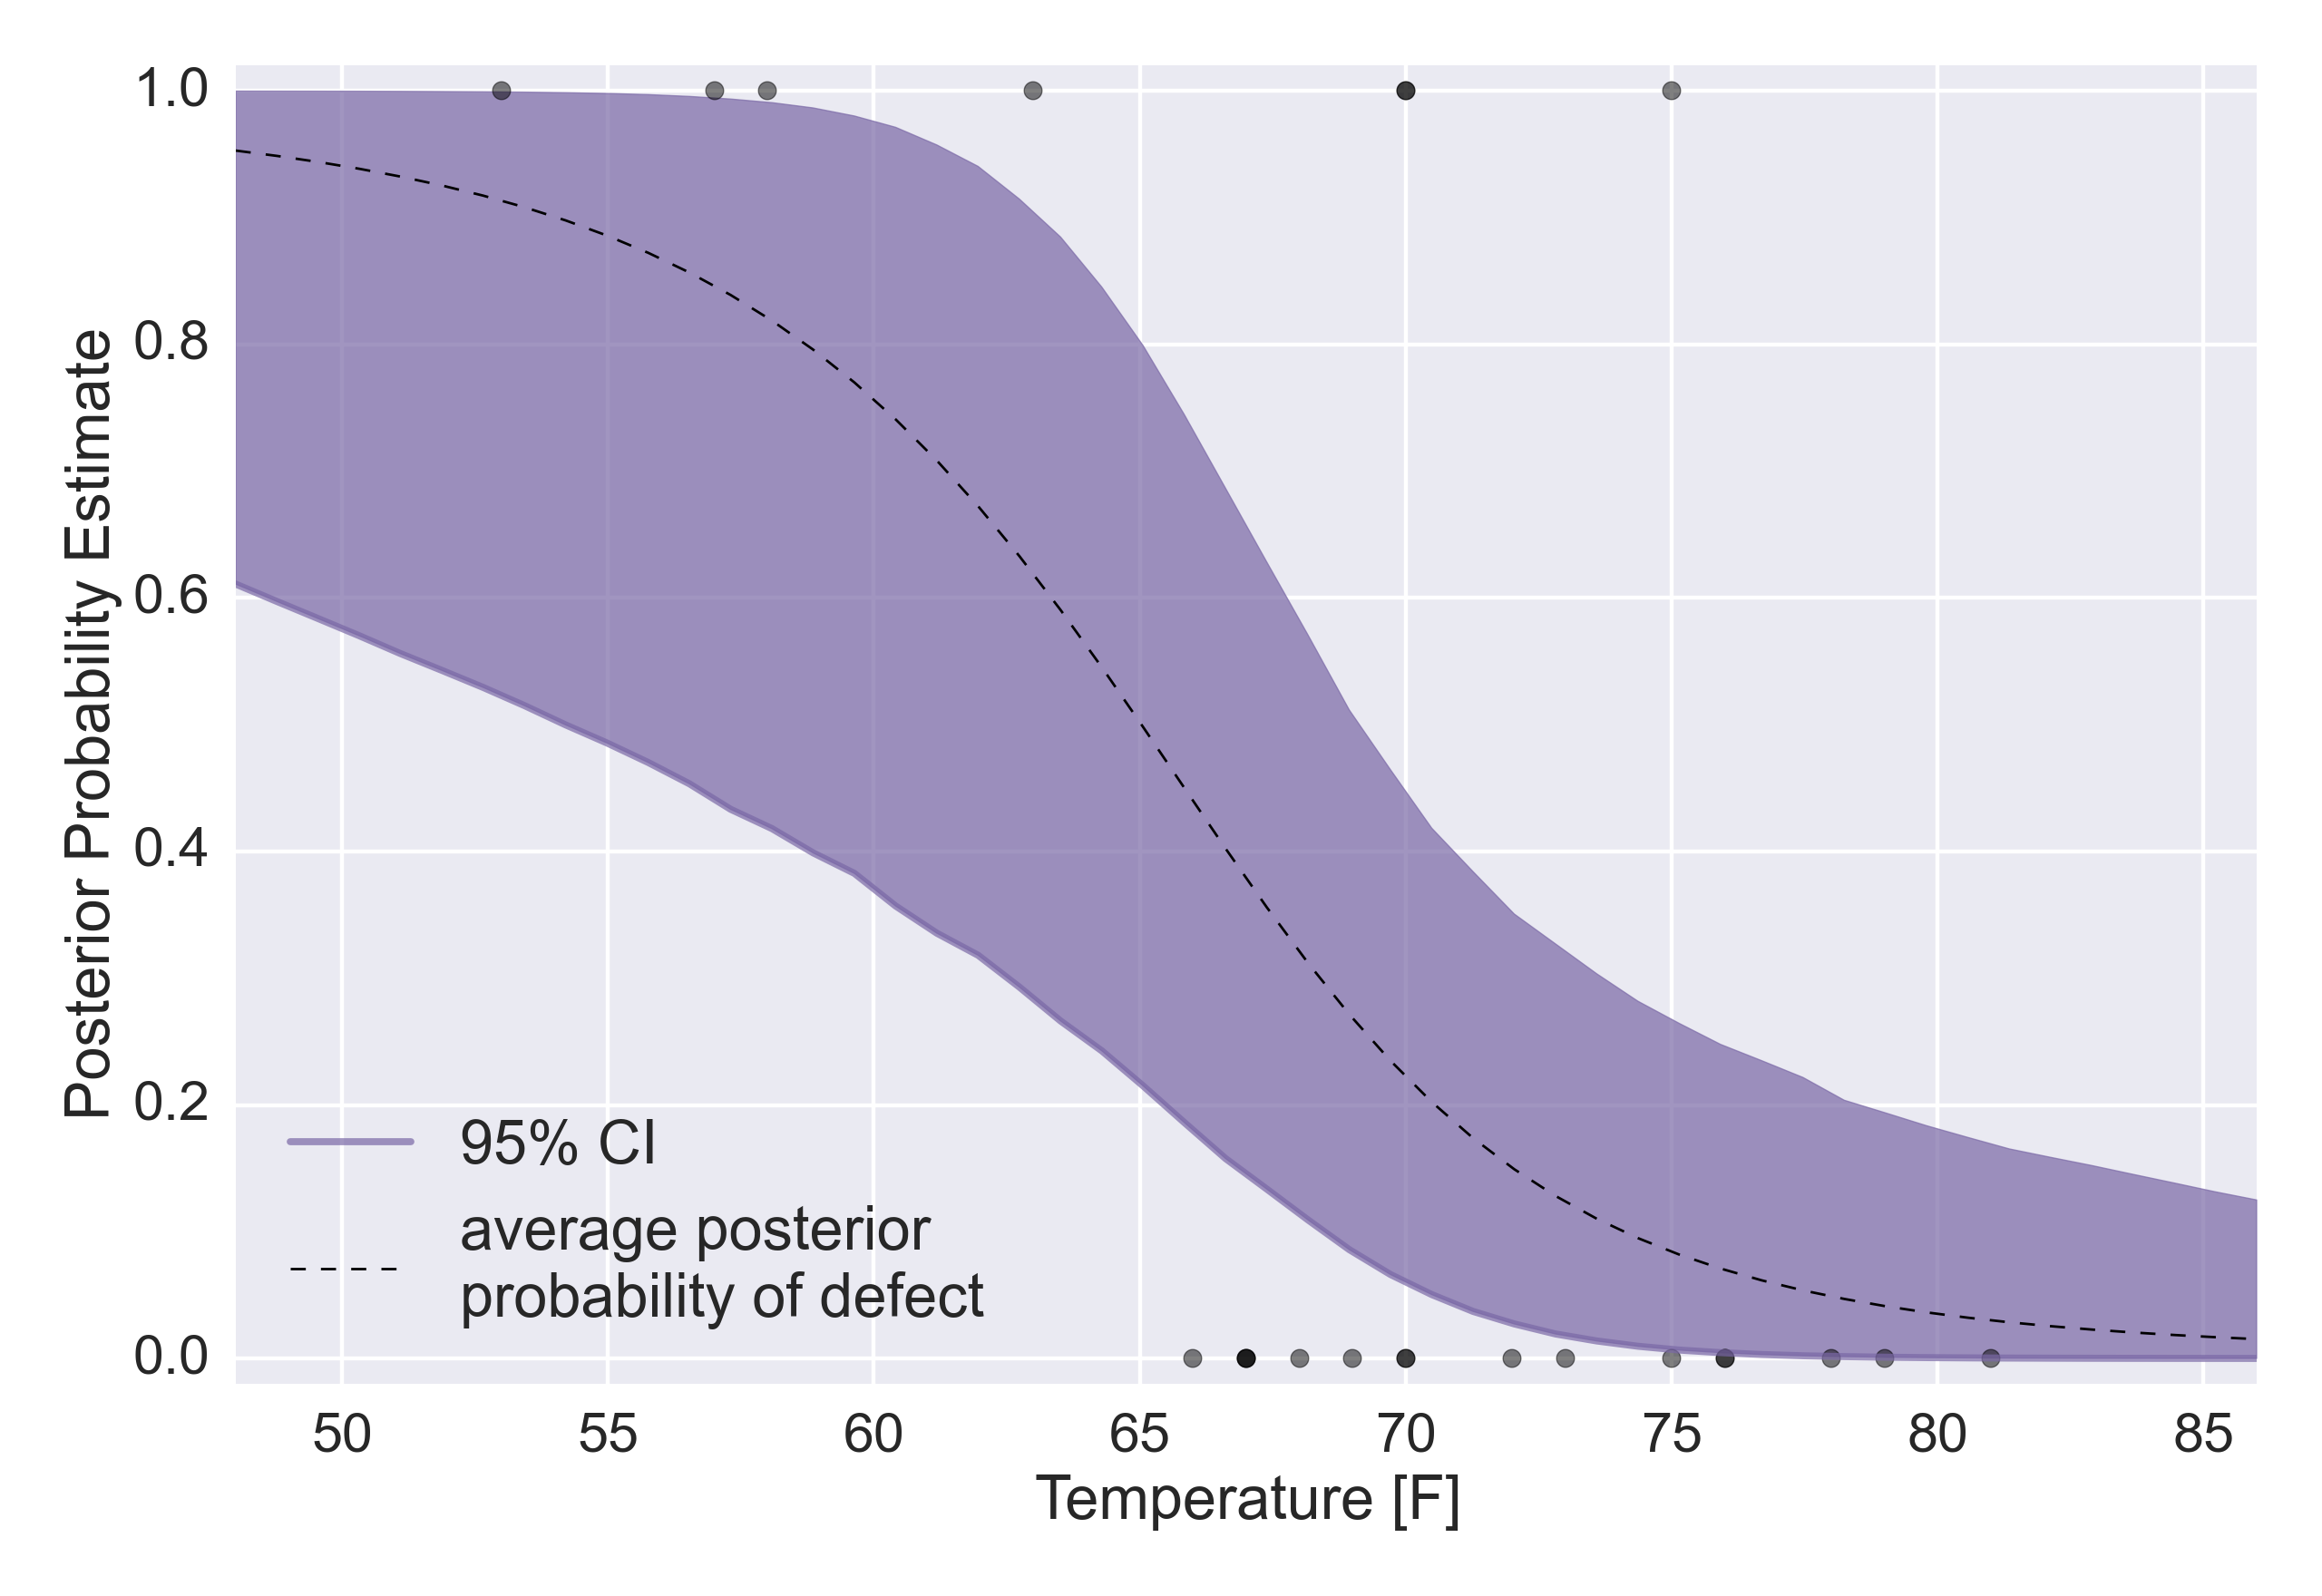 1.0
0.8
0.6
0.4
0.2
0.0
Posterior Probability Estimate
95% CI
average posterior
probability of defect
50 55 60 65 70 75 80 85
Temperature [F]